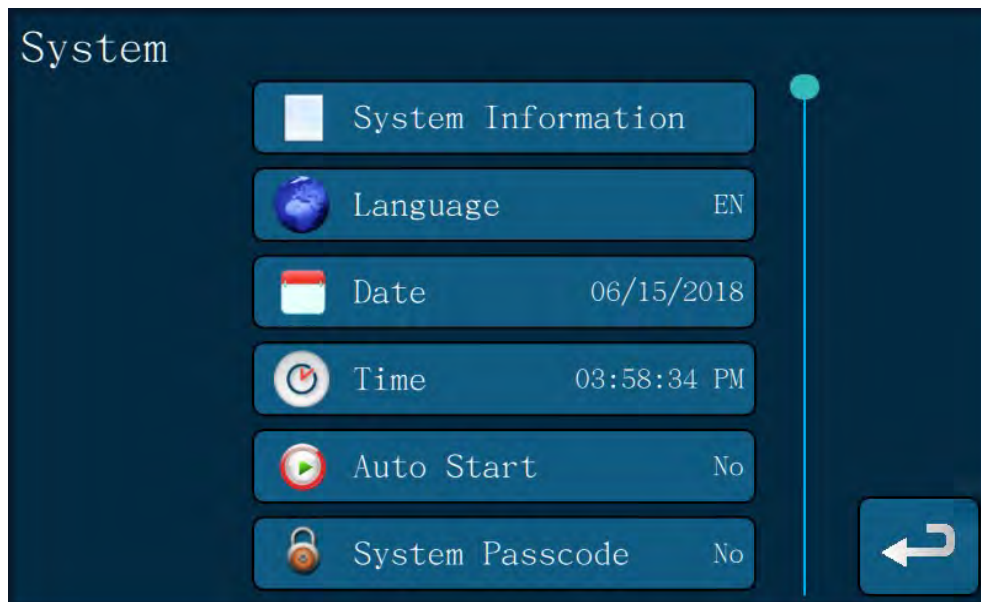 System
System Information
Language EN
Date 06/15/2018
Time 03:58:34 PM
Auto Start No
System Passcode No